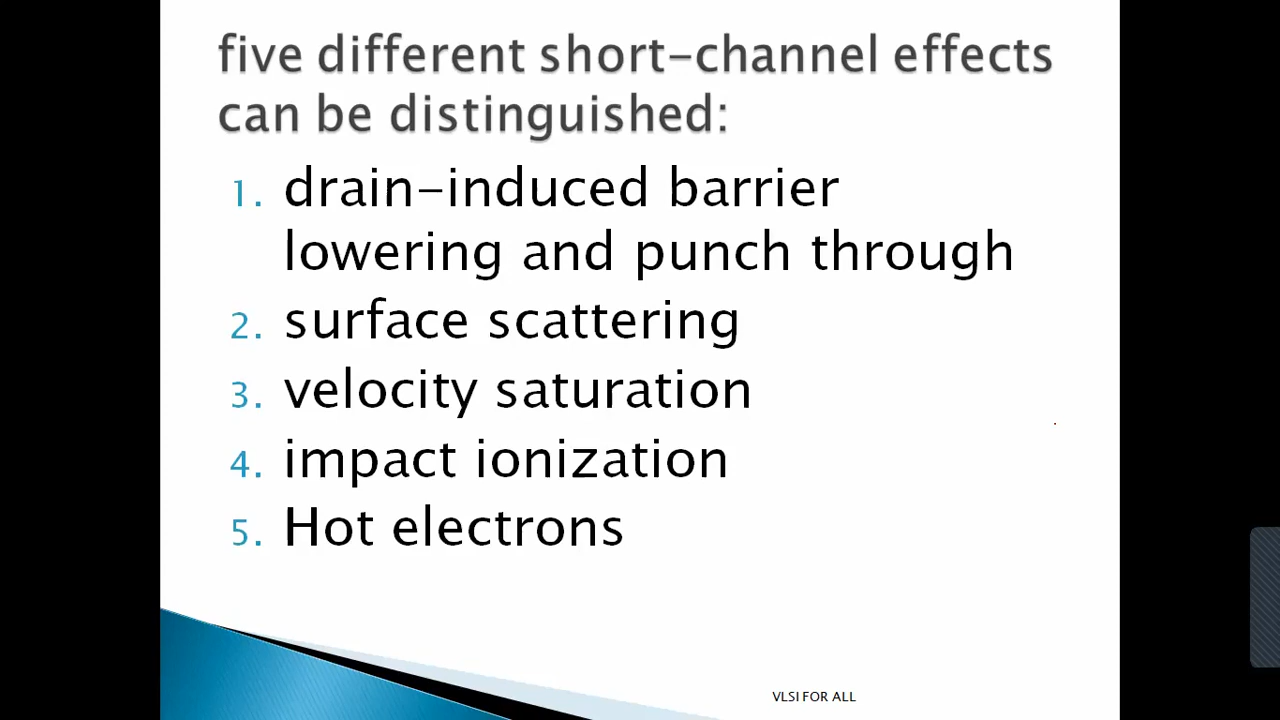 five different short-channel effects
can be distinguished:
1. drain-induced barrier
lowering and punch through
2. surface scattering
3. velocity saturation
4. impact ionization
5. Hot electrons
VLSI FOR ALL